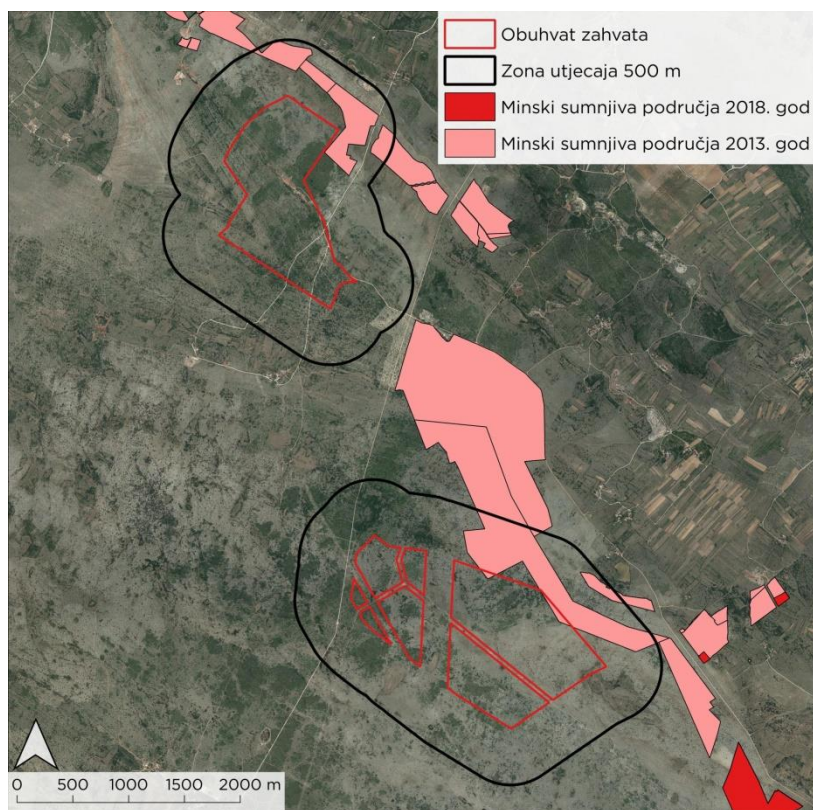 Obuhvat zahvata
Zona utjecaja 500 m
Minski sumnjiva područja 2018. god
Minski sumnjiva područja 2013. god
0 500 1000 1500 2000 m